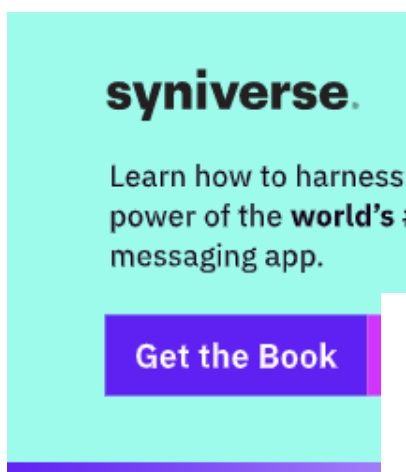 syniverse.
Learn how to harness
power of the world's
messaging app.
Get the Book